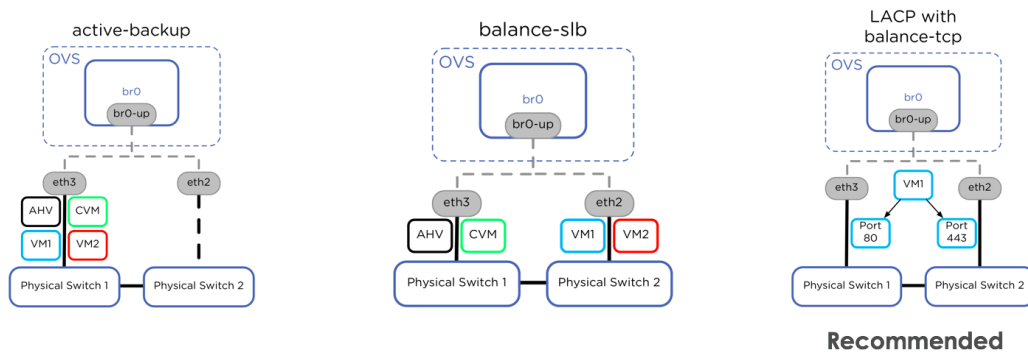 active-backup
OVS
br0
br0-up
eth3
eth2
AHV
CVM
VM1
VM2
Physical Switch 1
Physical Switch 2
balance-slb
OVS
br0
br0-up
eth3
eth2
AHV
CVM
VM1
VM2
Physical Switch 1
Physical Switch 2
LACP with
balance-tcp
OVS
br0
br0-up
eth3
VM1
eth2
Port
80
Port
443
Physical Switch 1
Physical Switch 2
Recommended